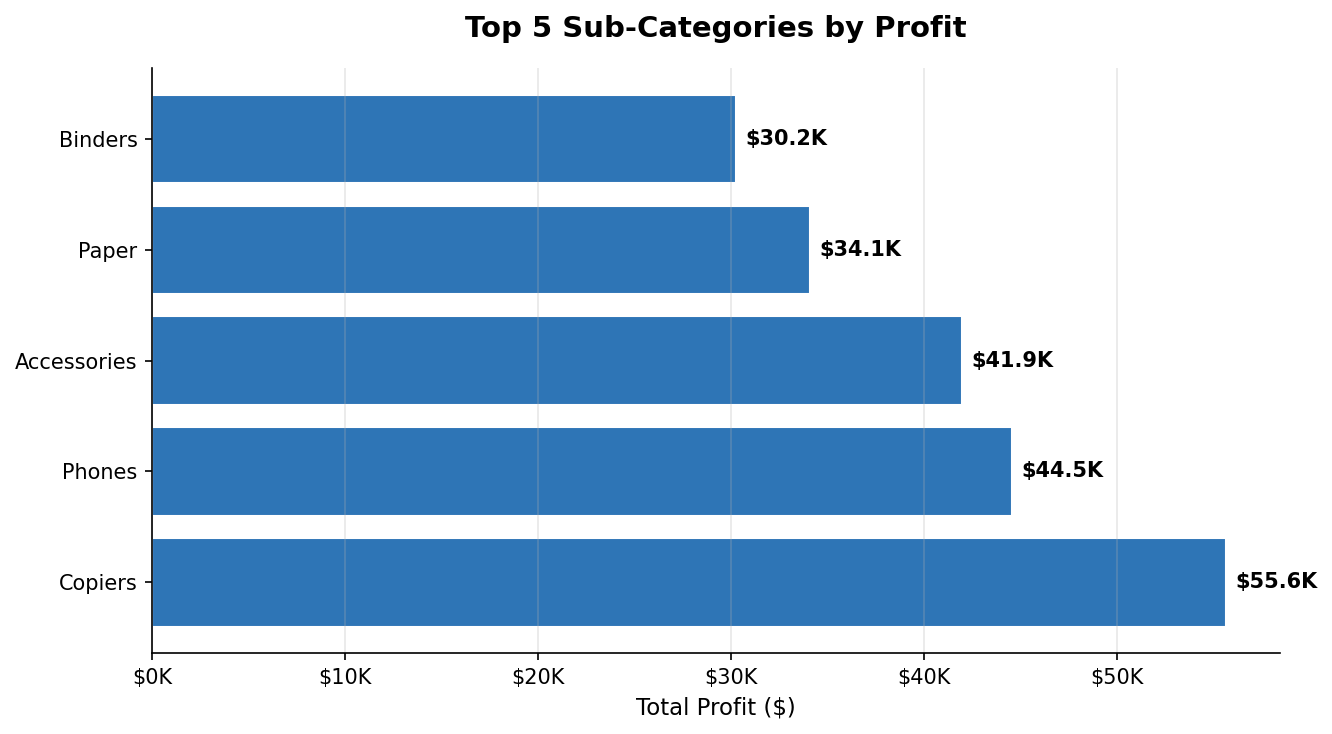 Top 5 Sub-Categories by Profit
Binders
$30.2K
Paper
$34.1K
Accessories
$41.9K
Phones
$44.5K
Copiers
$55.6K
$0K $10K $20K $30K $40K $50K
Total Profit ($)